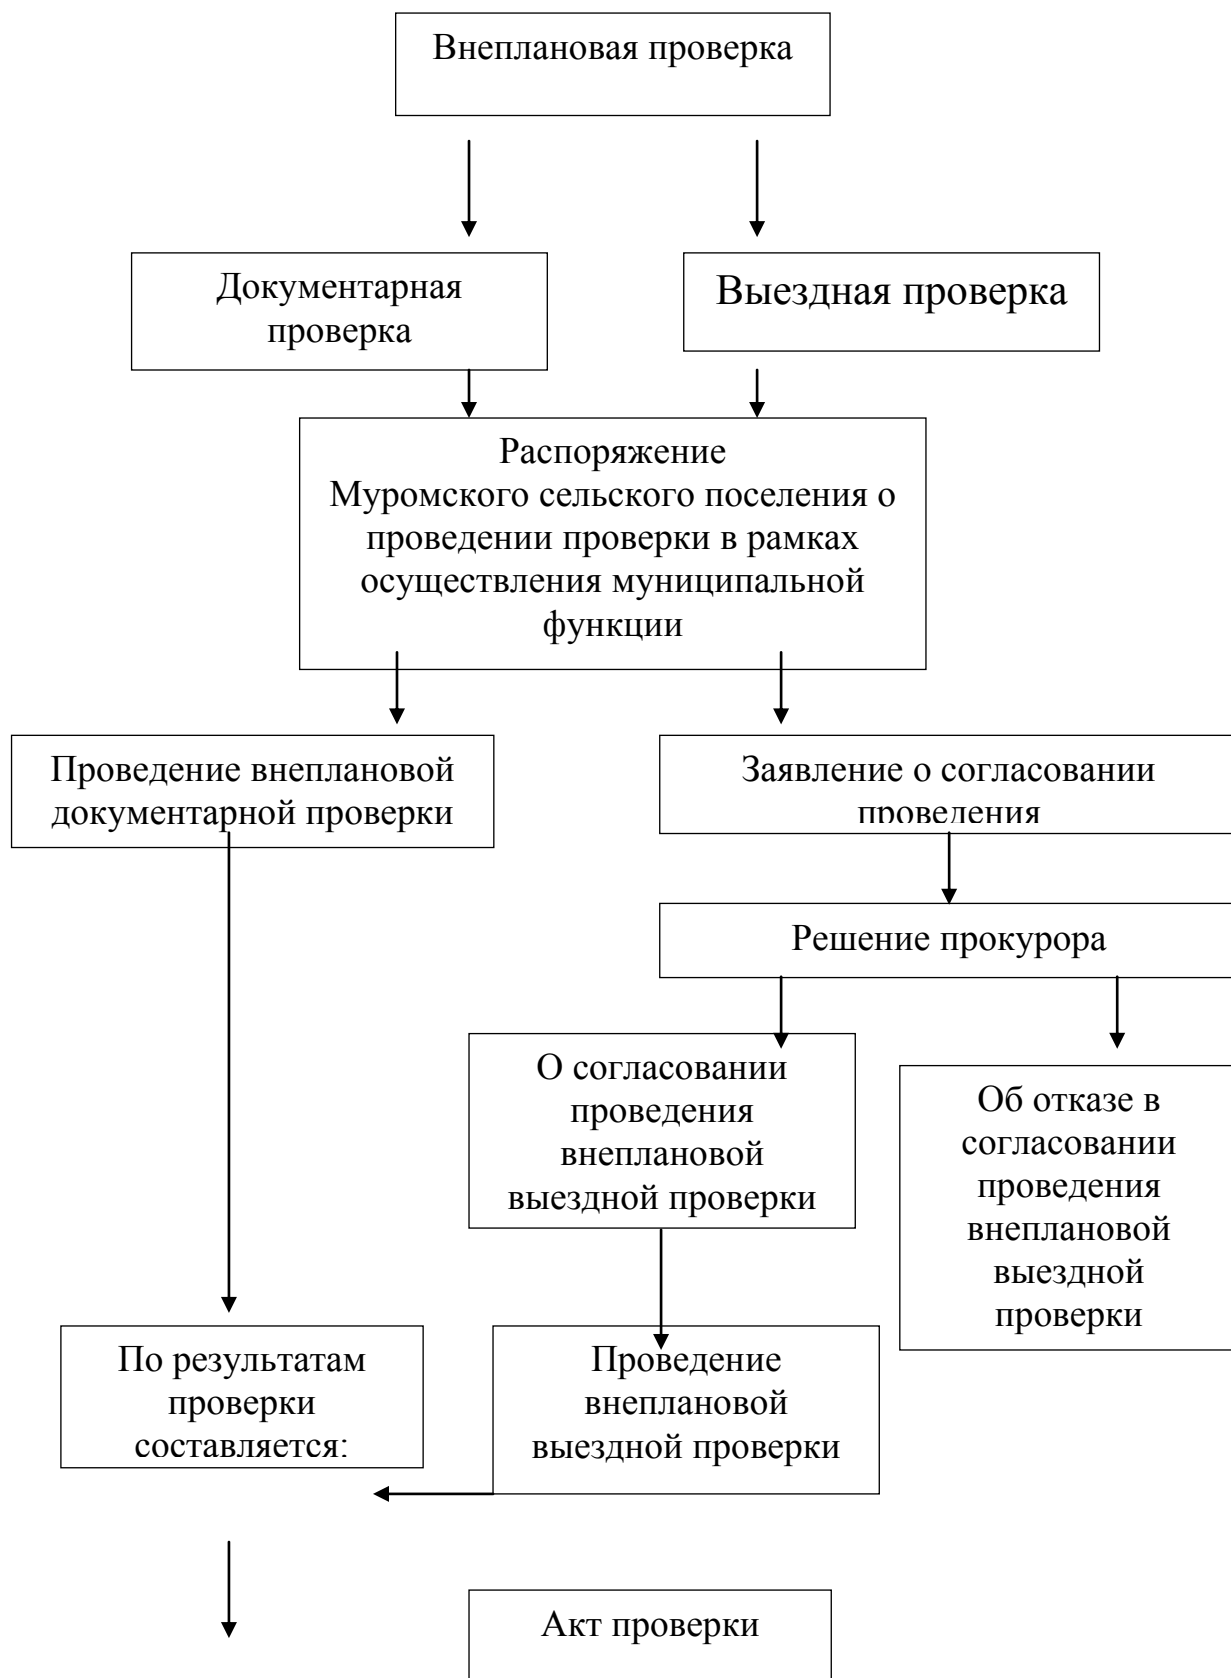 Внеплановая проверка
Документарная
проверка
Выездная проверка
Распоряжение
Муромского сельского поселения о
проведении проверки в рамках
осуществления муниципальной
функции
Проведение внеплановой
документарной проверки
Заявление о согласовании
проведения
Решение прокурора
О согласовании
проведения
внеплановой
выездной проверки
Об отказе в
согласовании
проведения
внеплановой
выездной
проверки
По результатам
проверки
составляется:
Проведение
внеплановой
выездной проверки
Акт проверки